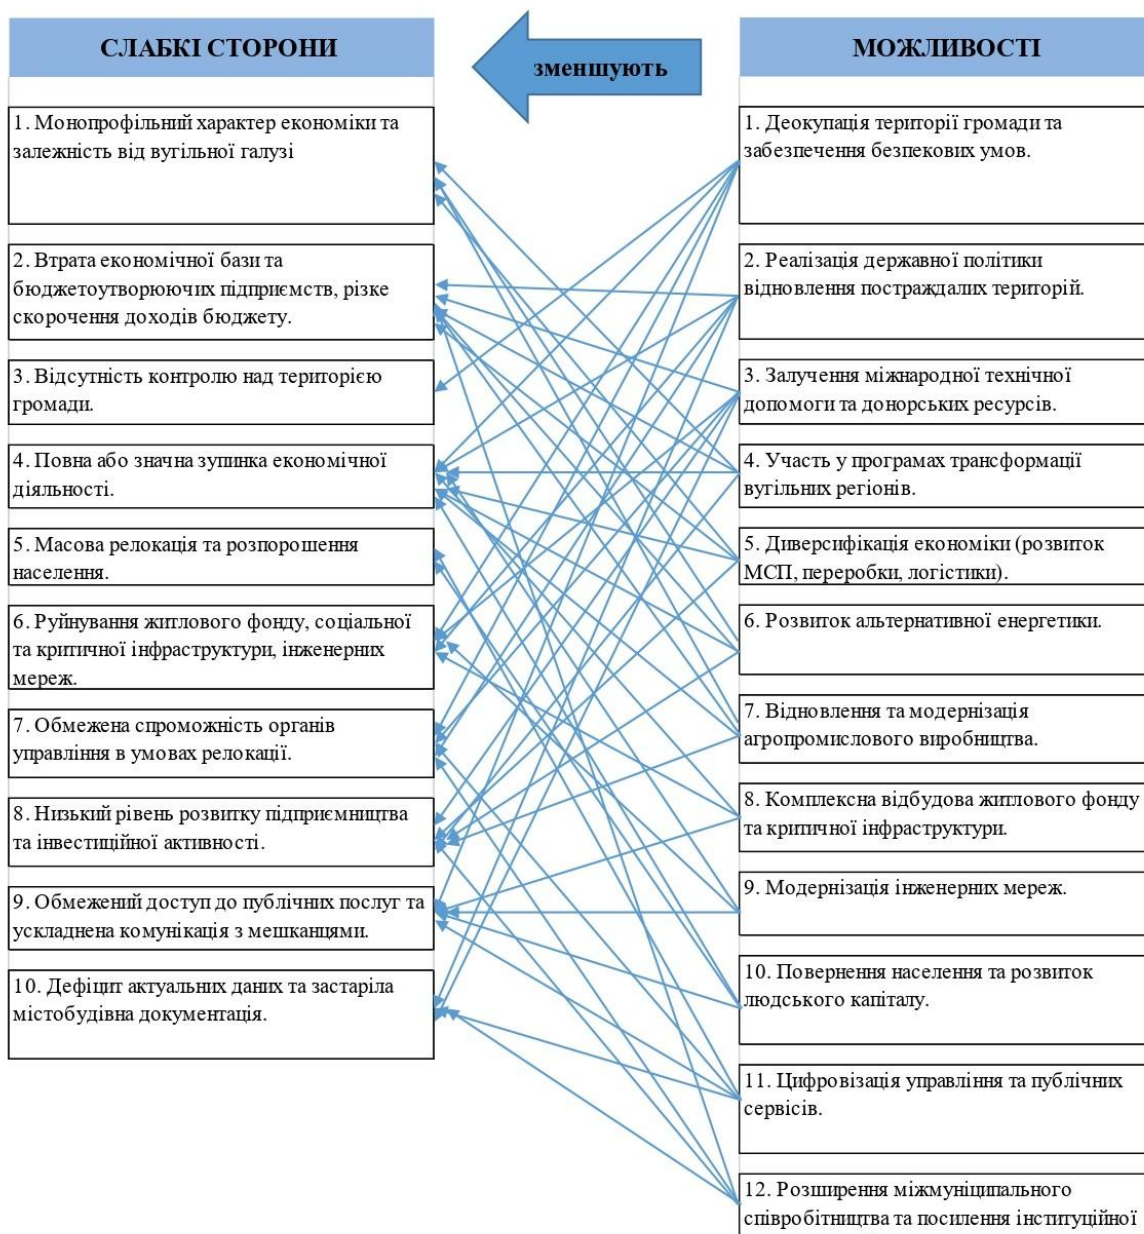 СЛАБКІ СТОРОНИ
зменшують
МОЖЛИВОСТІ
1. Монопрофільний характер економіки та
залежність від вугільної галузі
2. Втрата економічної бази та
бюджетоутворюючих підприємств, різке
скорочення доходів бюджету.
3. Відсутність контролю над територією
громади.
4. Повна або значна зупинка економічної
діяльності.
5. Масова релокація та розпорошення
населення.
6. Руйнування житлового фонду, соціальної
та критичної інфраструктури, інженерних
мереж.
7. Обмежена спроможність органів
управління в умовах релокації.
8. Низький рівень розвитку підприємництва
та інвестиційної активності.
9. Обмежений доступ до публічних послуг та
ускладнена комунікація з мешканцями.
10. Дефіцит актуальних даних та застаріла
містобудівна документація.
1. Деокупація території громади та
забезпечення безпекових умов.
2. Реалізація державної політики
відновлення постраждалих територій.
3. Залучення міжнародної технічної
допомоги та донорських ресурсів.
4. Участь у програмах трансформації
вугільних регіонів.
5. Диверсифікація економіки (розвиток
МСП, переробки, логістики).
6. Розвиток альтернативної енергетики.
7. Відновлення та модернізація
агропромислового виробництва.
8. Комплексна відбудова житлового фонду
та критичної інфраструктури.
9. Модернізація інженерних мереж.
10. Повернення населення та розвиток
людського капіталу.
11. Цифровізація управління та публічних
сервісів.
12. Розширення міжмуніципального
співробітництва та посилення інституційної